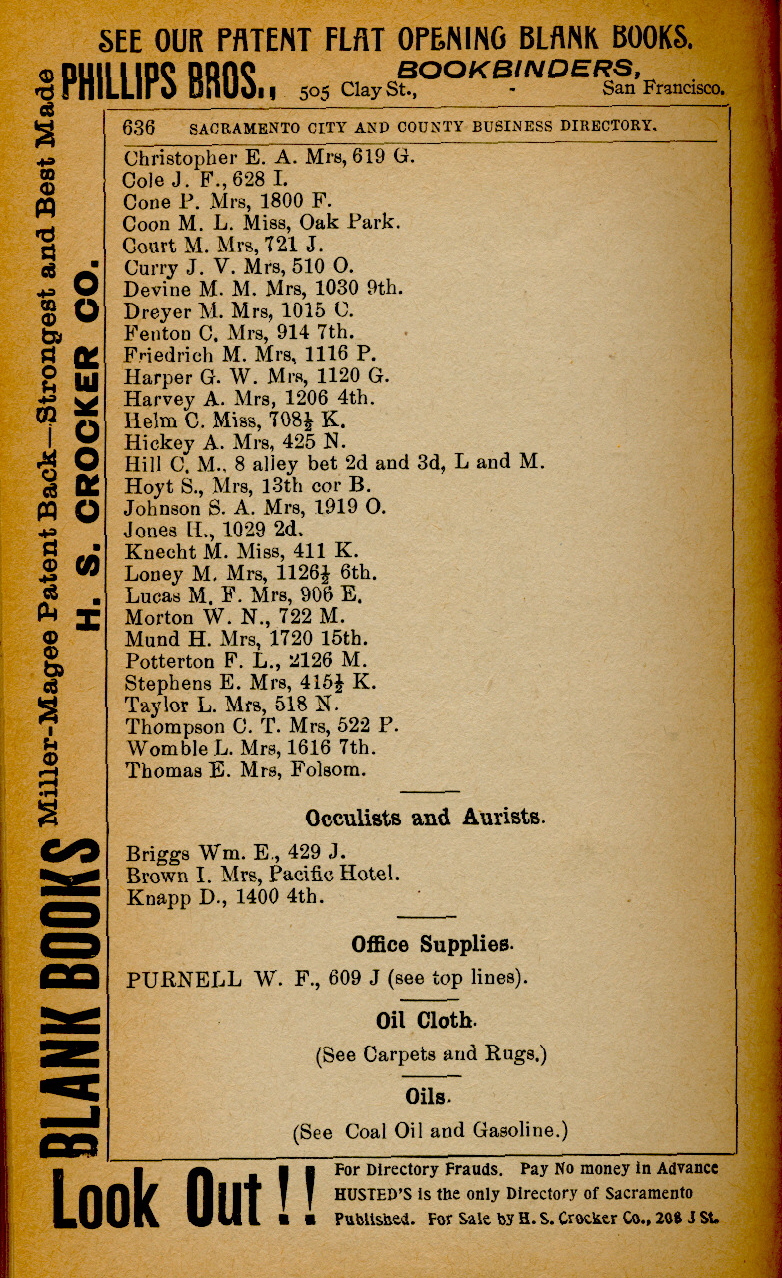 SEE OUR PATENT FLAT OPENING BLANK BOOKS.
PHILLIPS BROS., 505 Clay St., BOOKBINDERS, - San Francisco.
636 SACRAMENTO CITY AND COUNTY BUSINESS DIRECTORY.
Christopher E. A. Mrs, 619 G.
Cole J. F., 628 I.
Cone P. Mrs, 1800 F.
Coon M. L. Miss, Oak Park.
Court M. Mrs, 721 J.
Curry J. V. Mrs, 510 O.
Devine M. M. Mrs, 1030 9th.
Dreyer M. Mrs, 1015 C.
Fenton C. Mrs, 914 7th.
Friedrich M. Mrs, 1116 P.
Harper G. W. Mrs, 1120 G.
Harvey A. Mrs, 1206 4th.
Helm C. Miss, 708½ K.
Hickey A. Mrs, 425 N.
Hill C. M., 8 alley bet 2d and 3d, L and M.
Hoyt S., Mrs, 13th cor B.
Johnson S. A. Mrs, 1919 O.
Jones H., 1029 2d.
Knecht M. Miss, 411 K.
Loney M. Mrs, 1126½ 6th.
Lucas M. F. Mrs, 906 E.
Morton W. N., 722 M.
Mund H. Mrs, 1720 15th.
Potterton F. L., 2126 M.
Stephens E. Mrs, 415½ K.
Taylor L. Mrs, 518 N.
Thompson C. T. Mrs, 522 P.
Womble L. Mrs, 1616 7th.
Thomas E. Mrs, Folsom.
Occulists and Aurists.
Briggs Wm. E., 429 J.
Brown I. Mrs, Pacific Hotel.
Knapp D., 1400 4th.
Office Supplies.
PURNELL W. F., 609 J (see top lines).
Oil Cloth.
(See Carpets and Rugs.)
Oils.
(See Coal Oil and Gasoline.)
BLANK BOOKS
Miller-Magee Patent Back—Strongest and Best Made
H. S. CROCKER CO.
Look Out!!
For Directory Frauds. Pay No money in Advance
HUSTED'S is the only Directory of Sacramento
Published. For Sale by H. S. Crocker Co., 208 J St.